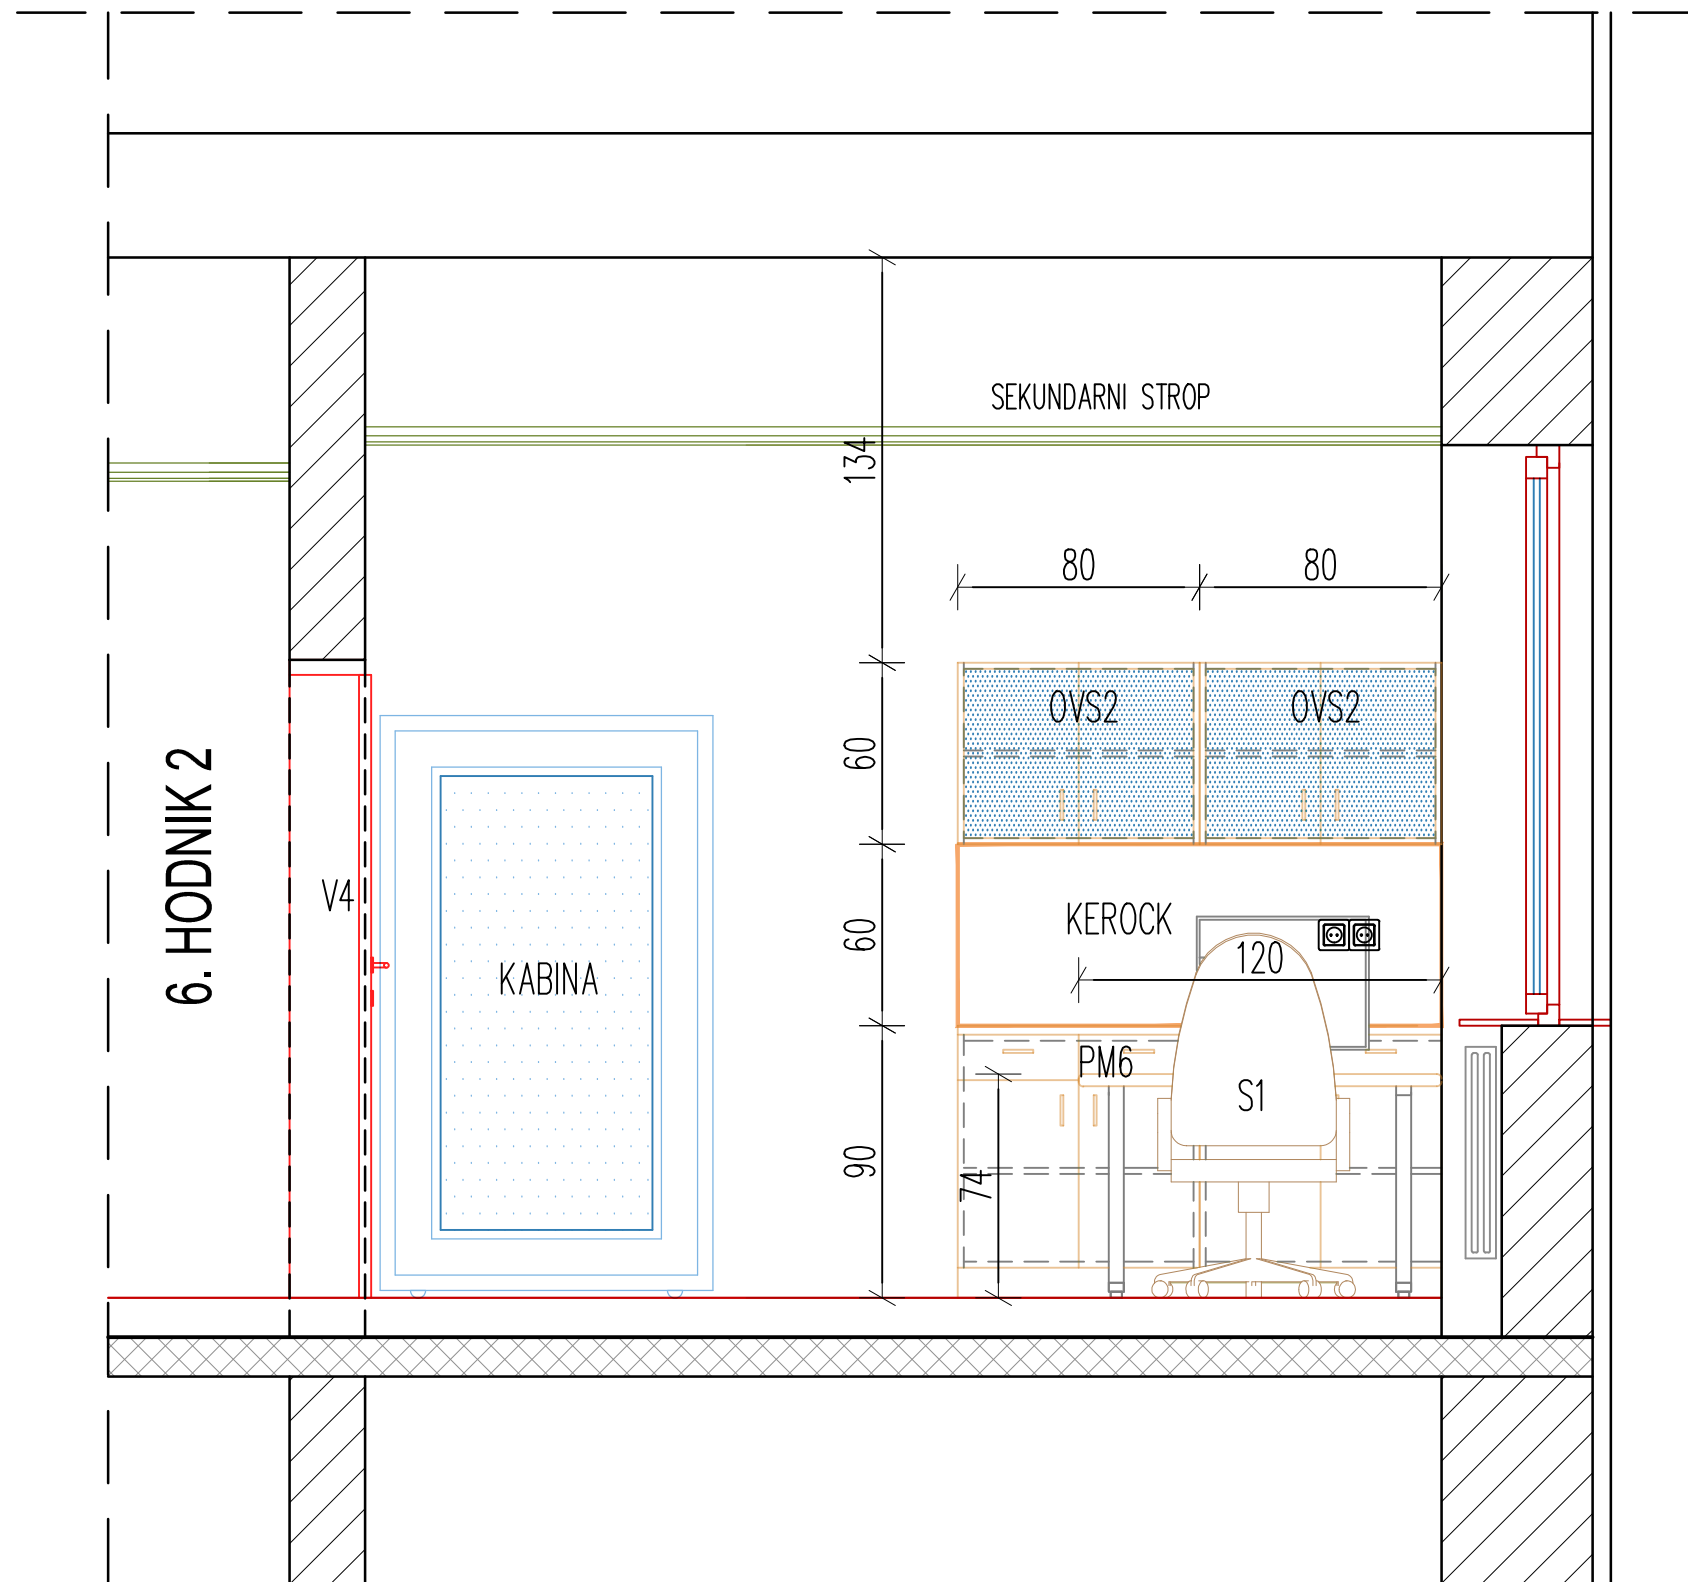 SEKUNDARNI STROP
134
80
80
OVS2
OVS2
60
6. HODNIK 2
V4
KEROCK
60
120
KABINA
PM6
S1
90
74